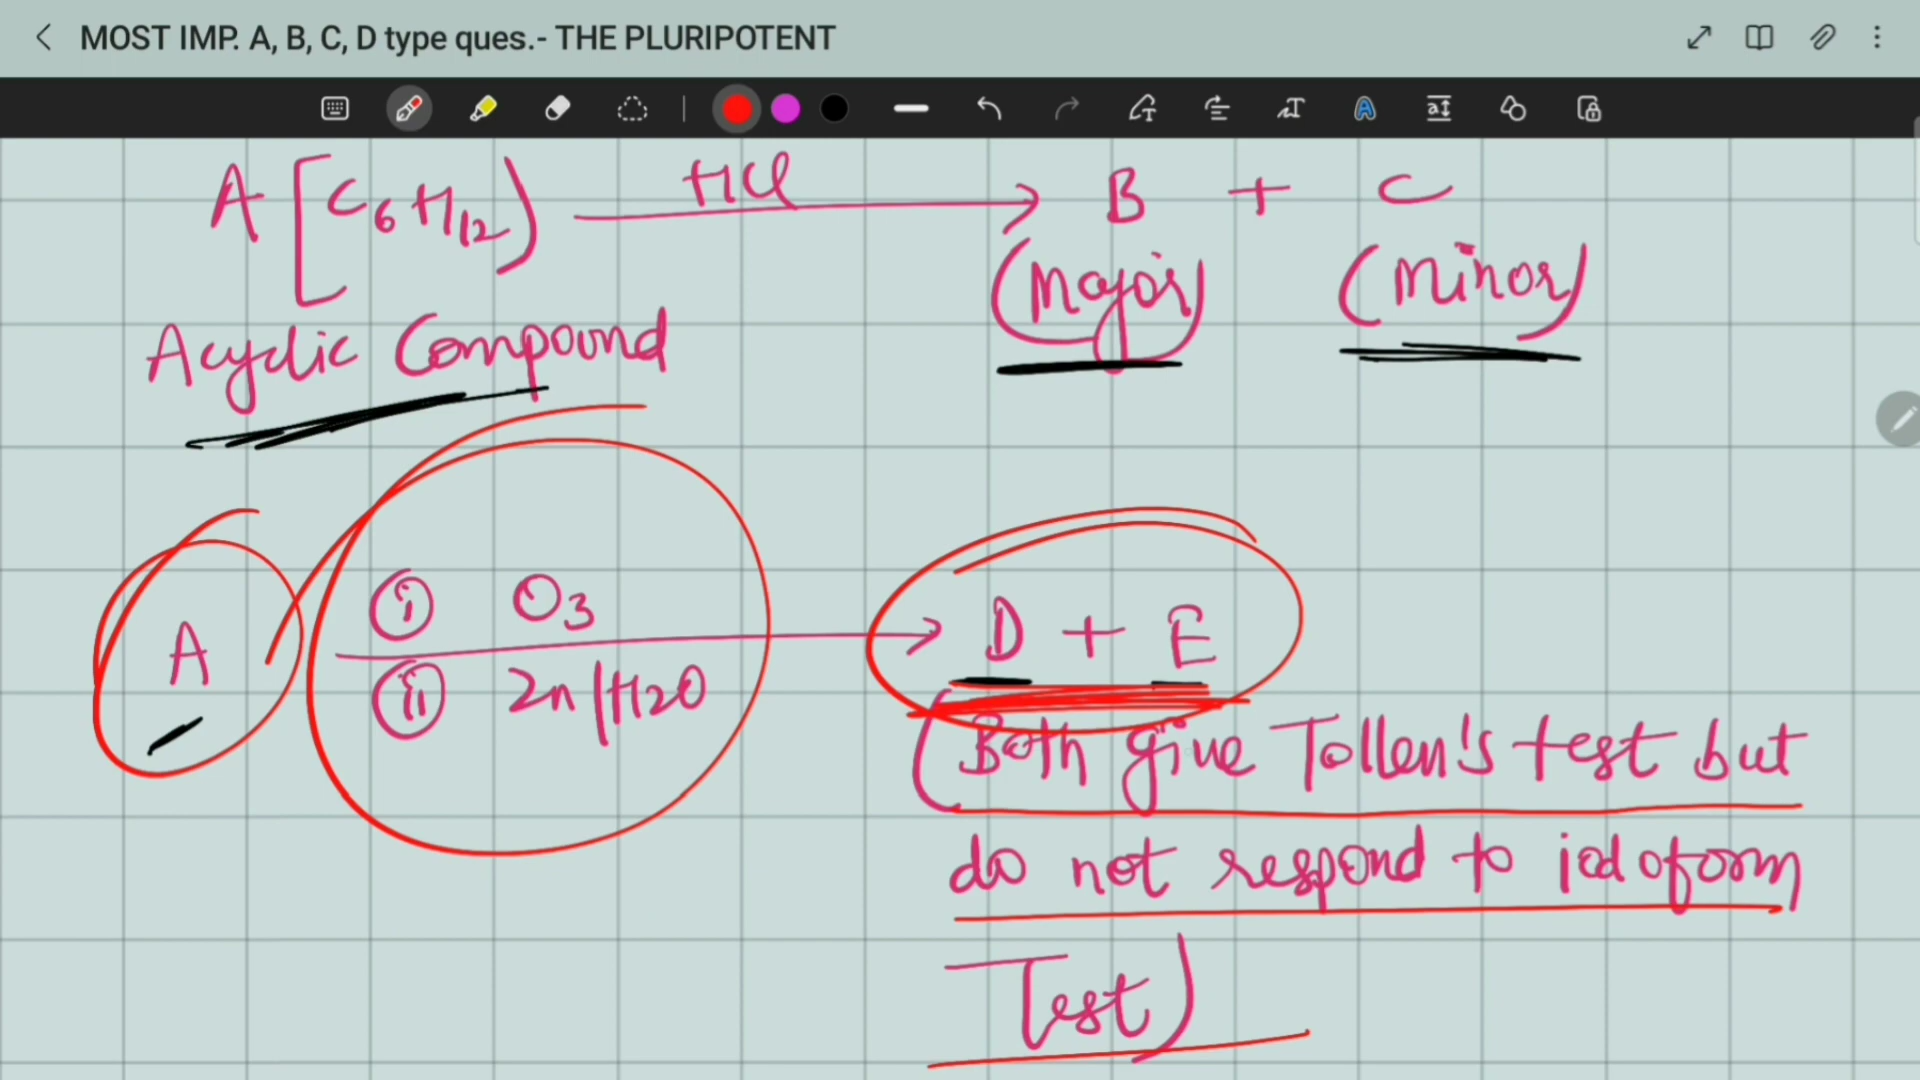 MOST IMP. A, B, C, D type ques.- THE PLURIPOTENT
A [C6H12) HCl B + C
(Major) (Minor)
Acyclic Compound
A (i) O3 D + E
(ii) Zn/H2O
(Both give Tollen's test but
do not respond to iodoform
Test)